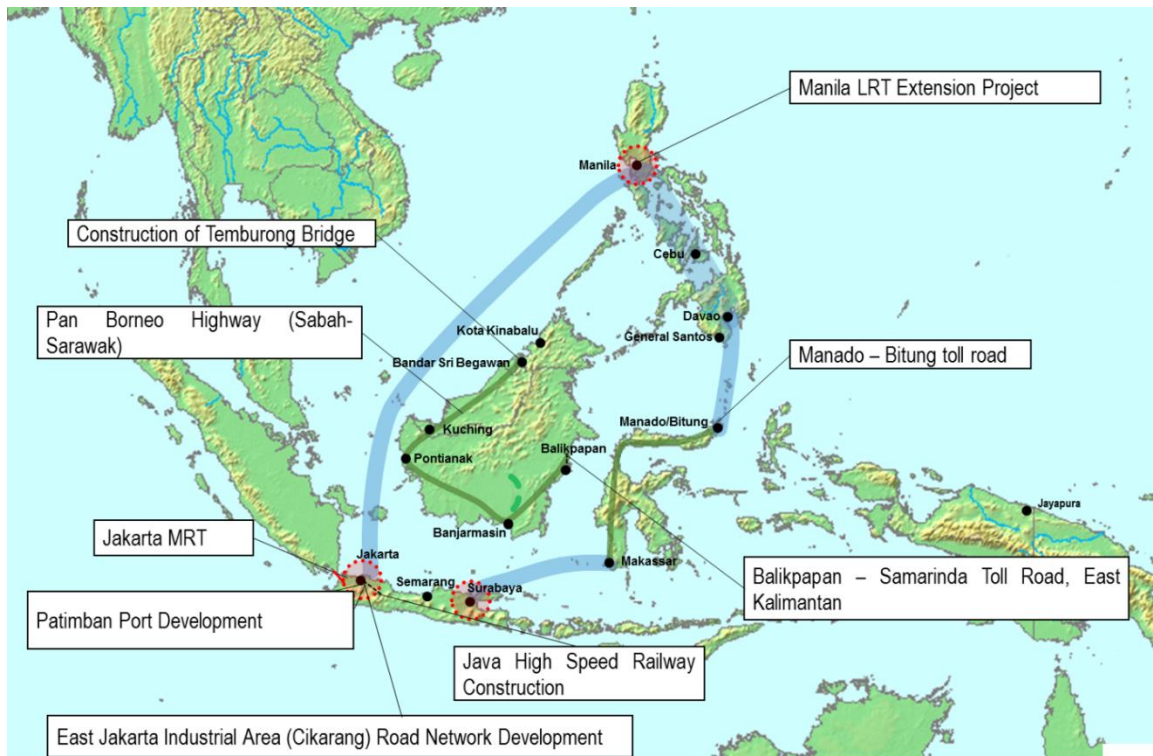 Manila LRT Extension Project
Manila
Construction of Temburong Bridge
Cebu
Pan Borneo Highway (Sabah-
Sarawak)
Davao
Kota Kinabalu
General Santos
Bandar Sri Begawan
Manado – Bitung toll road
Manado/Bitung
Kuching
Balikpapan
Pontianak
Jayapura
Banjarmasin
Jakarta MRT
Jakarta
Makassar
Semarang
Surabaya
Balikpapan – Samarinda Toll Road, East
Kalimantan
Patimban Port Development
Java High Speed Railway
Construction
East Jakarta Industrial Area (Cikarang) Road Network Development